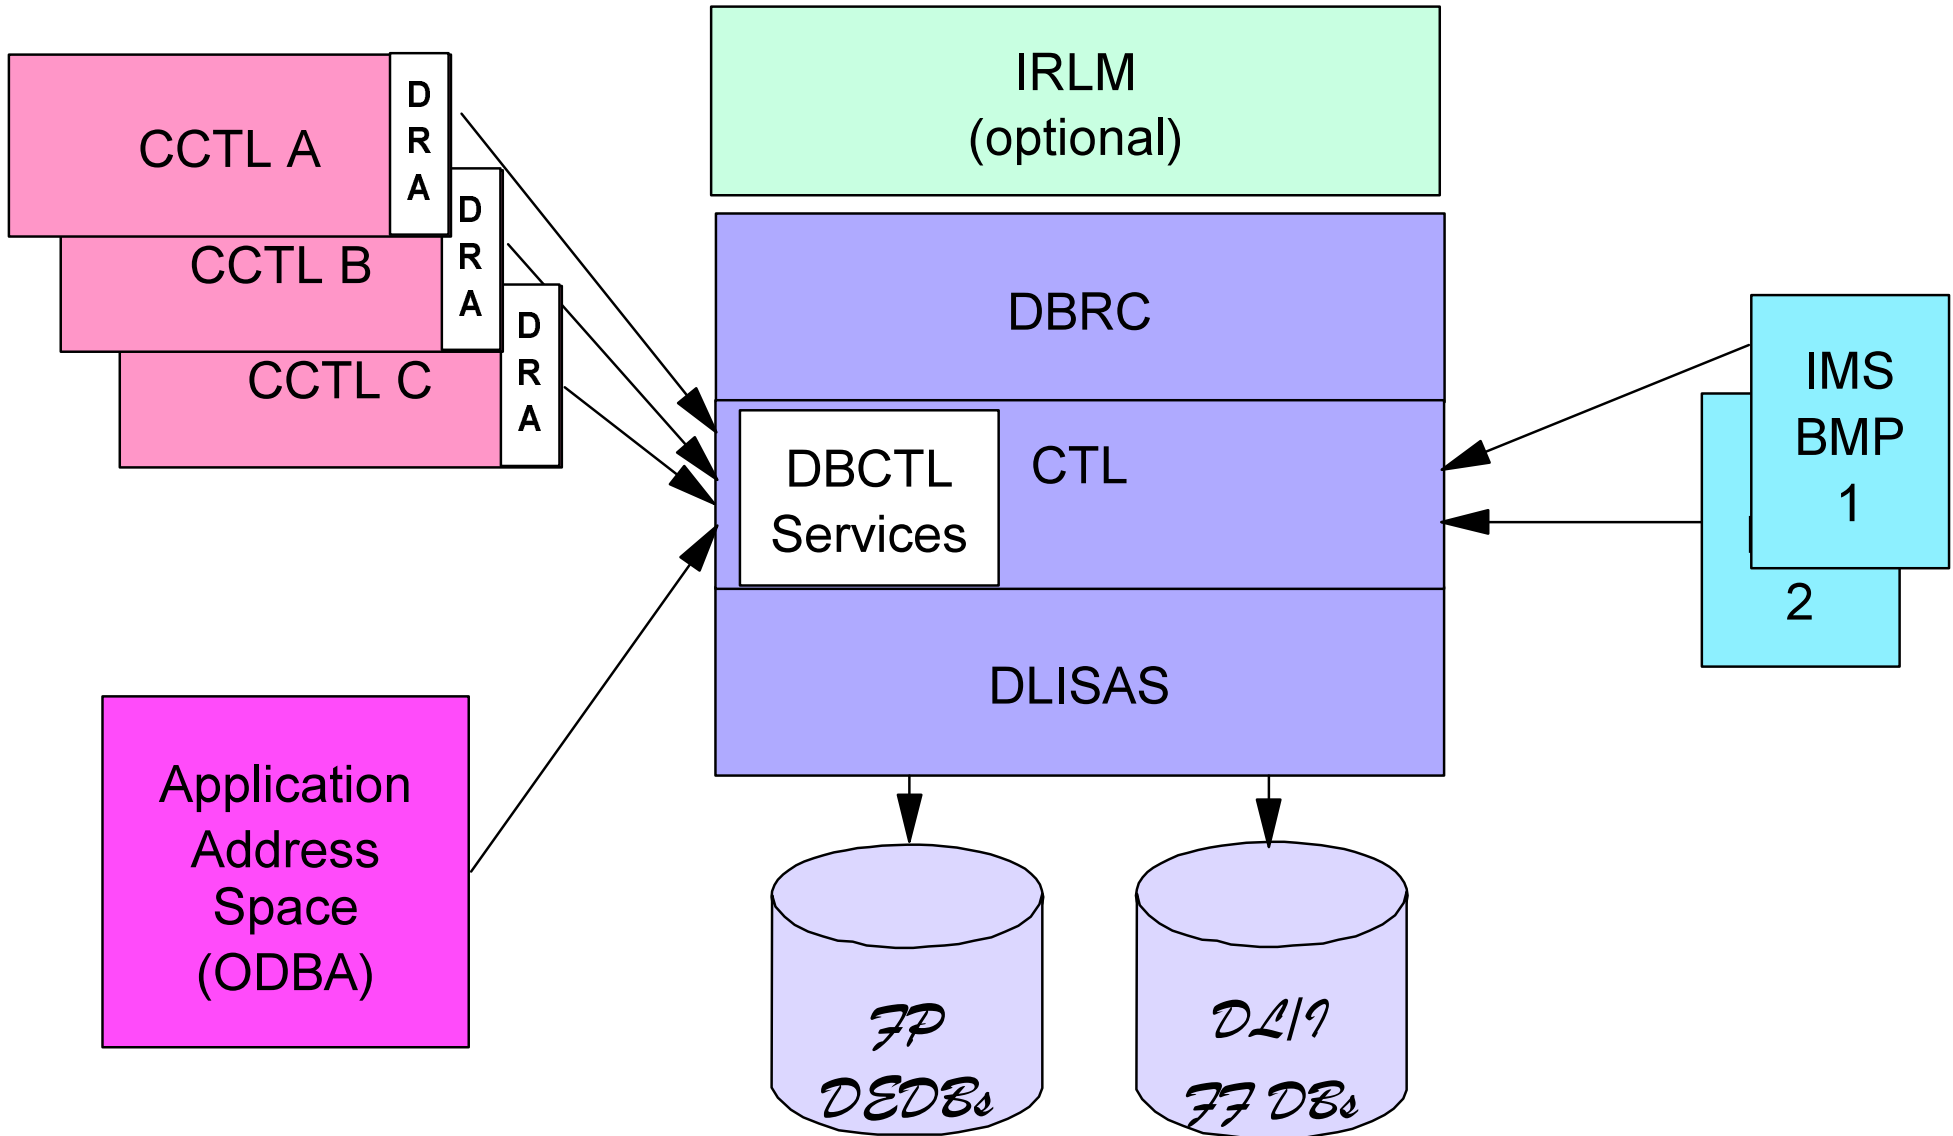 IRLM
(optional)
CCTL A
D
R
A
CCTL B
D
R
A
CCTL C
D
R
A
DBRC
DBCTL
Services
CTL
DLISAS
IMS
BMP
1
2
Application
Address
Space
(ODBA)
FP
DEDBs
DL/I
FF DBs